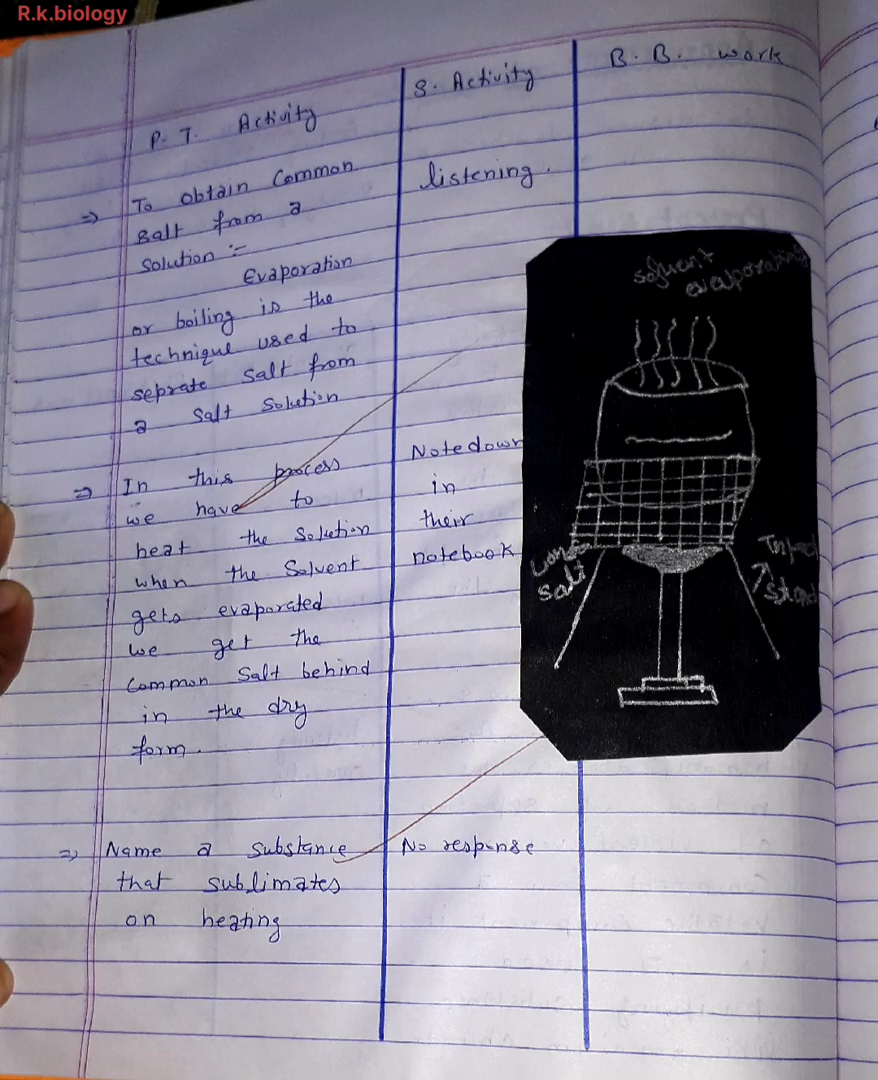 R.k.biology
P. T. Activity
S. Activity
B. B. work
⇒ To obtain Common
salt from a
solution :-
Evaporation
or boiling is the
technique used to
seprate salt from
a salt solution
listening.
⇒ In this process
we have to
heat the solution
when the solvent
gets evaporated
we get the
Common salt behind
in the dry
form.
Notedown
in
their
notebook
solvent
evaporating
salt
⇒ Name a substance
that sublimates
on heating
No response